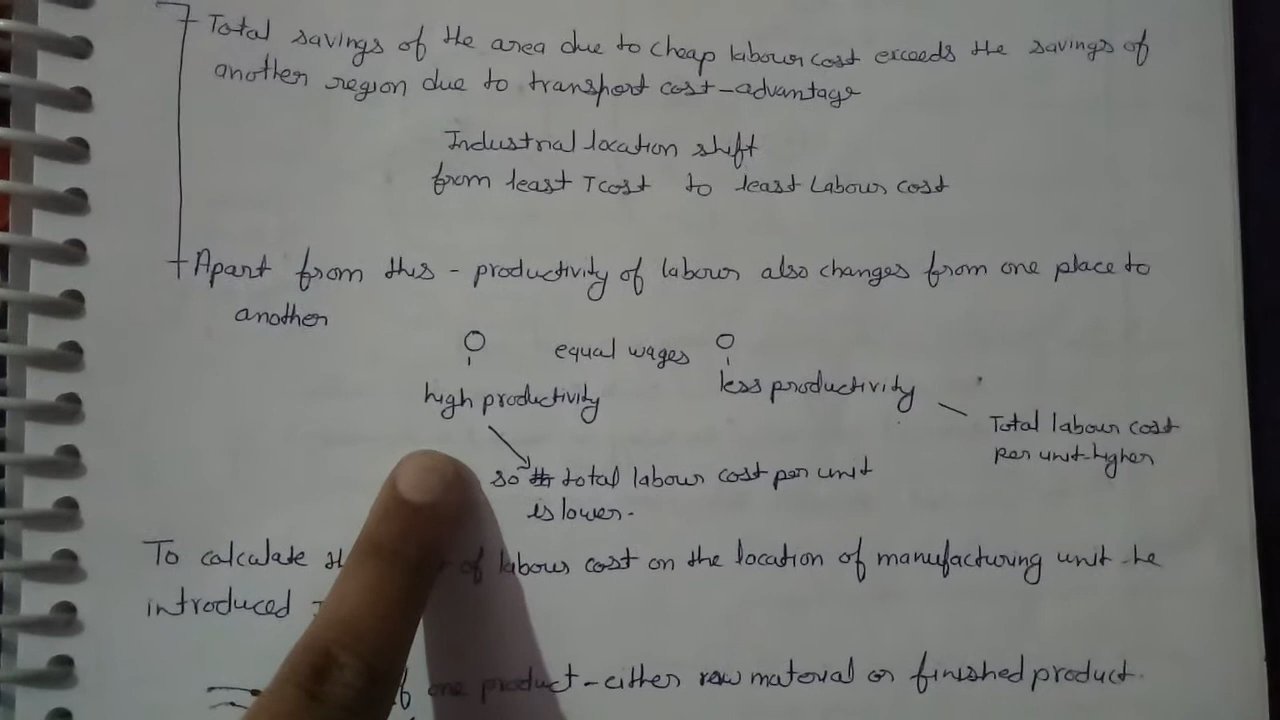 Total savings of the area due to cheap labour cost exceeds the savings of
another region due to transport cost-advantage
Industrial location shift
from least Tcost to least Labour cost
Apart from this - productivity of labour also changes from one place to
another
equal wages
high productivity
less productivity
Total labour cost
per unit-higher
so total labour cost per unit
is lower.
To calculate of labour cost on the location of manufacturing unit-he
introduced
of one product-either raw material or finished product.